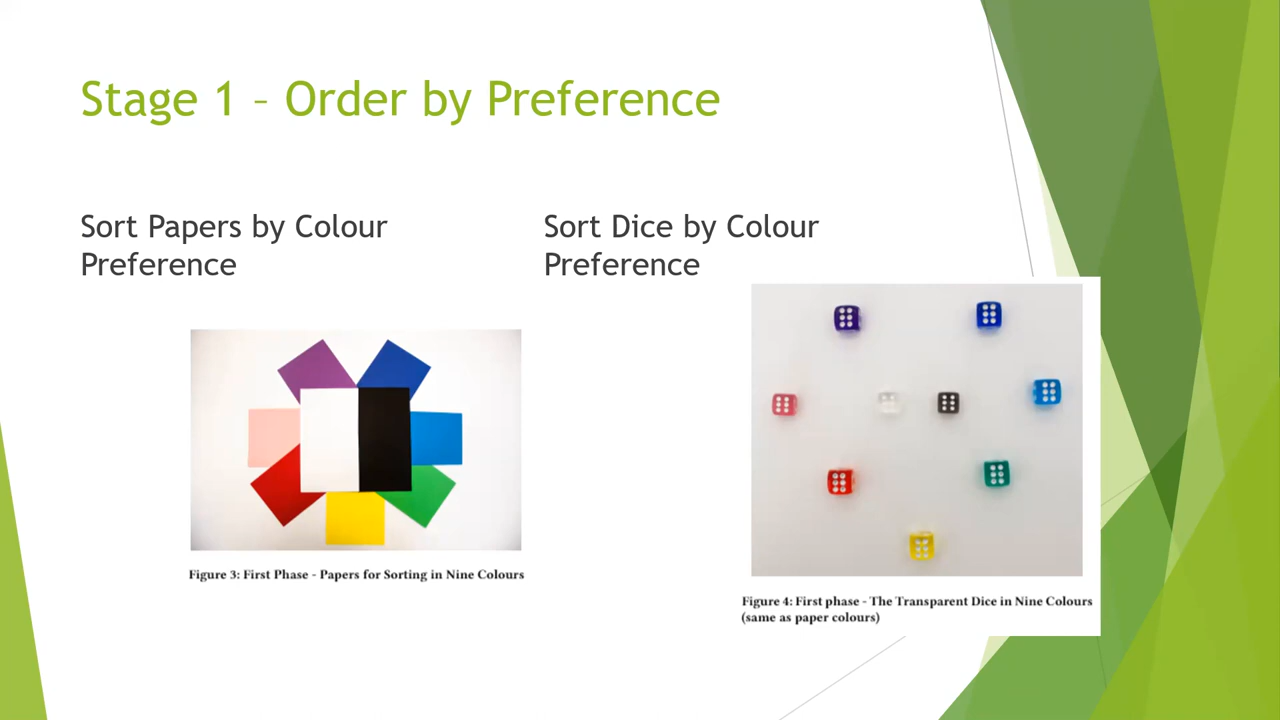 Stage 1 – Order by Preference
Sort Papers by Colour
Preference
Sort Dice by Colour
Preference
Figure 3: First Phase - Papers for Sorting in Nine Colours
Figure 4: First phase - The Transparent Dice in Nine Colours
(same as paper colours)